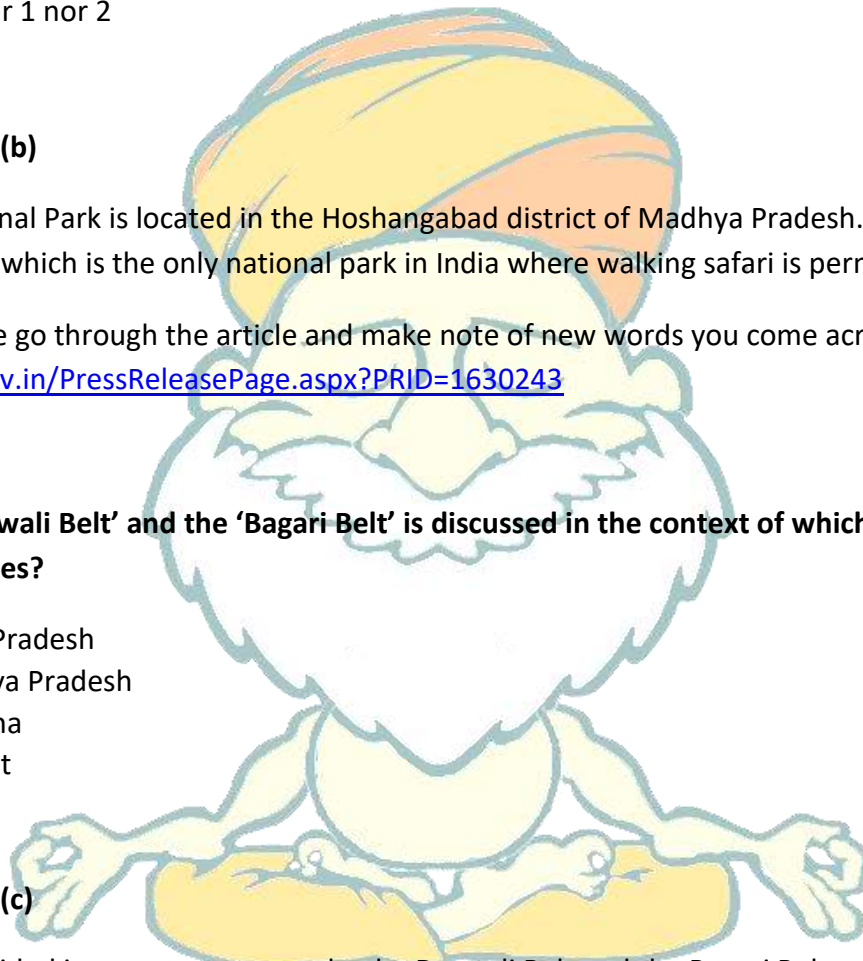 r 1 nor 2
(b)
nal Park is located in the Hoshangabad district of Madhya Pradesh.
which is the only national park in India where walking safari is perr
e go through the article and make note of new words you come acr
v.in/PressReleasePage.aspx?PRID=1630243
wali Belt’ and the ‘Bagari Belt’ is discussed in the context of which
es?
Pradesh
ya Pradesh
na
t
(c)